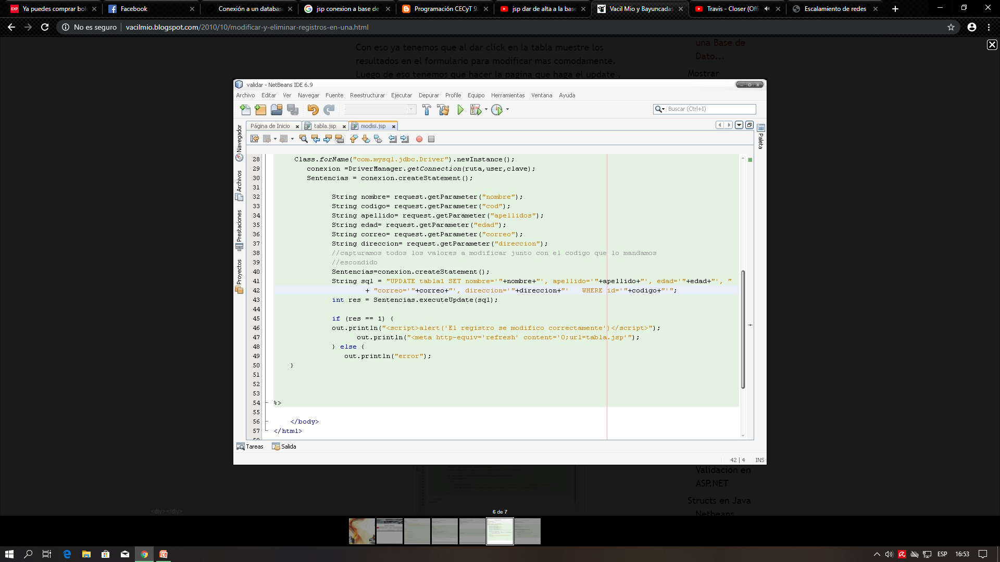 Ya puedes comprar bol
Facebook
Conexión a un databas
jsp conexion a base de
Programación CECyT 9.
jsp dar de alta a la base
Vacil Mio y Bayuncadas
Travis - Closer (Offi
Escalamiento de redes
No es seguro
vacilmio.blogspot.com/2010/10/modificar-y-eliminar-registros-en-una.html
Con eso ya tenemos que al dar click en la tabla muestre los
resultados en el formulario para modificar mas comodamente.
Luego de eso tenemos que hacer la pagina que haga el update .
una Base de
Dato...
Mostrar
validar - NetBeans IDE 6.9
Archivo Editar Ver Navegar Fuente Reestructurar Ejecutar Depurar Profile Equipo Herramientas Ventana Ayuda
Buscar (Ctrl+I)
Página de Inicio
tabla.jsp
modisi.jsp
Navegador
Archivos
Prestaciones
Proyectos
Paleta
28 Class.forName("com.mysql.jdbc.Driver").newInstance();
29 conexion =DriverManager.getConnection(ruta,user,clave);
30 Sentencias = conexion.createStatement();
31
32 String nombre= request.getParameter("nombre");
33 String codigo= request.getParameter("cod");
34 String apellido= request.getParameter("apellidos");
35 String edad= request.getParameter("edad");
36 String correo= request.getParameter("correo");
37 String direccion= request.getParameter("direccion");
38 //capturamos todos los valores a modificar junto con el codigo que lo mandamos
39 //escondido
40 Sentencias=conexion.createStatement();
41 String sql = "UPDATE tabla1 SET nombre='"+nombre+"', apellido='"+apellido+"', edad='"+edad+"', "
42 + "correo='"+correo+"', direccion='"+direccion+"'   WHERE id='"+codigo+"'";
43 int res = Sentencias.executeUpdate(sql);
44
45 if (res == 1) {
46 out.println("<script>alert('El registro se modifico correctamente')</script>");
47 out.println("<meta http-equiv='refresh' content='0;url=tabla.jsp'");
48 } else {
49 out.println("error");
50 }
51
52
53
54 %>
55
56 </body>
57 </html>
Tareas
Salida
42 | 4
INS
Validacion en
ASP.NET
Structs en Java
Netbeans
<div></div>
6 de 7
ESP
16:53